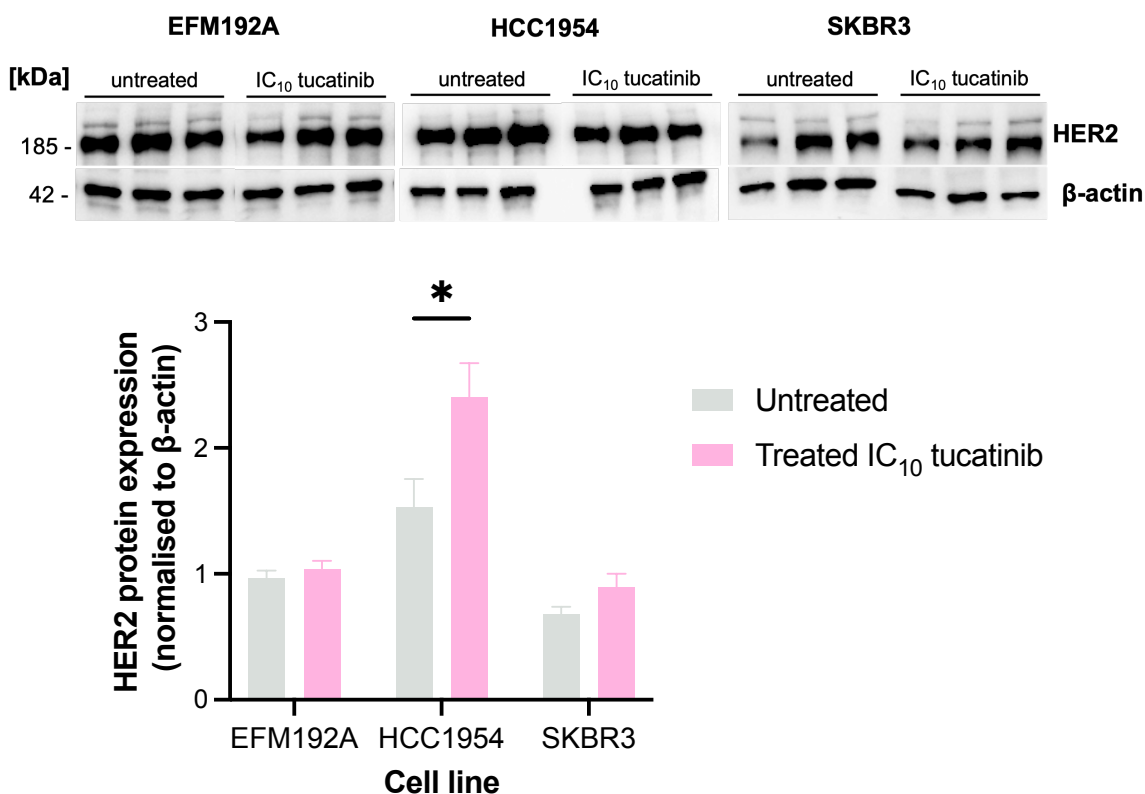 EFM192A HCC1954 SKBR3
[kDa] untreated IC₁₀ tucatinib untreated IC₁₀ tucatinib untreated IC₁₀ tucatinib
185 - HER2
42 - β-actin
*
3
2
1
0
HER2 protein expression
(normalised to β-actin)
Untreated
Treated IC₁₀ tucatinib
EFM192A HCC1954 SKBR3
Cell line